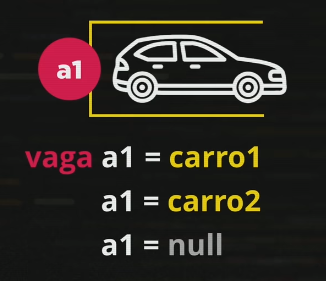 a1
vaga a1 = carro1
a1 = carro2
a1 = null